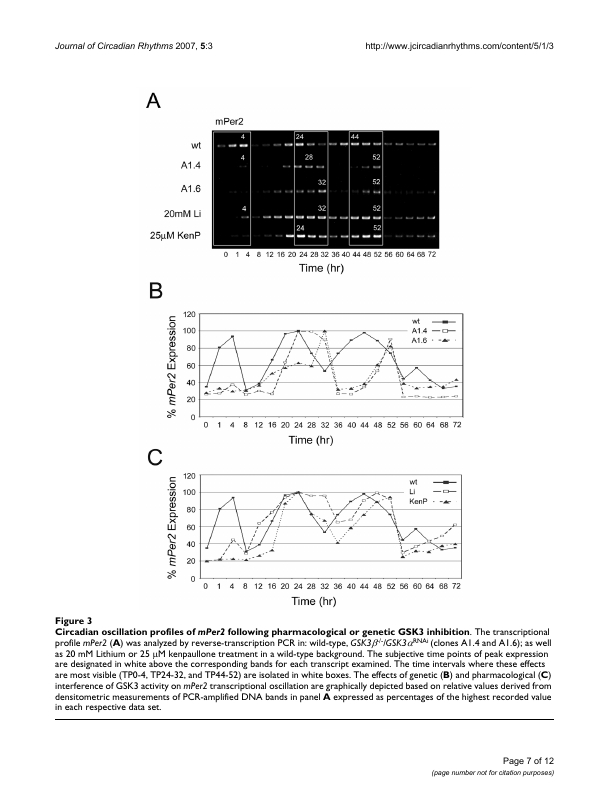 Journal of Circadian Rhythms 2007, 5:3 http://www.jcircadianrhythms.com/content/5/1/3
A
mPer2
wt 4 24 44
A1.4 4 28 52
A1.6 32 52
20mM Li 4 32 52
25μM KenP 24 52
0 1 4 8 12 16 20 24 28 32 36 40 44 48 52 56 60 64 68 72
Time (hr)
B
% mPer2 Expression
120
100
80
60
40
20
0
wt
A1.4
A1.6
0 1 4 8 12 16 20 24 28 32 36 40 44 48 52 56 60 64 68 72
Time (hr)
C
% mPer2 Expression
120
100
80
60
40
20
0
wt
Li
KenP
0 1 4 8 12 16 20 24 28 32 36 40 44 48 52 56 60 64 68 72
Time (hr)
Figure 3
Circadian oscillation profiles of mPer2 following pharmacological or genetic GSK3 inhibition. The transcriptional
profile mPer2 (A) was analyzed by reverse-transcription PCR in: wild-type, GSK3β-/-/GSK3αRNAi (clones A1.4 and A1.6); as well
as 20 mM Lithium or 25 μM kenpaullone treatment in a wild-type background. The subjective time points of peak expression
are designated in white above the corresponding bands for each transcript examined. The time intervals where these effects
are most visible (TP0-4, TP24-32, and TP44-52) are isolated in white boxes. The effects of genetic (B) and pharmacological (C)
interference of GSK3 activity on mPer2 transcriptional oscillation are graphically depicted based on relative values derived from
densitometric measurements of PCR-amplified DNA bands in panel A expressed as percentages of the highest recorded value
in each respective data set.
Page 7 of 12
(page number not for citation purposes)